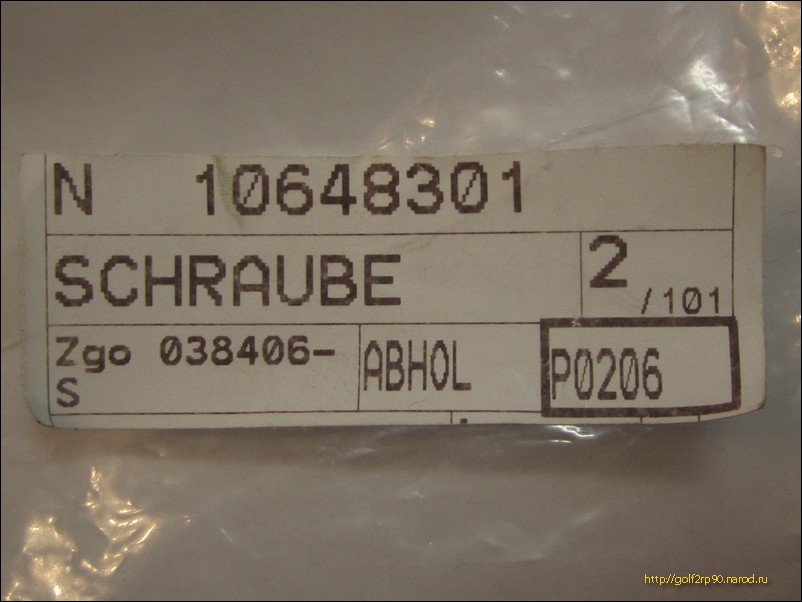 N 10648301
SCHRAUBE 2 /101
Zgo 038406- ABHOL P0206
S
http://golf2rp90.narod.ru